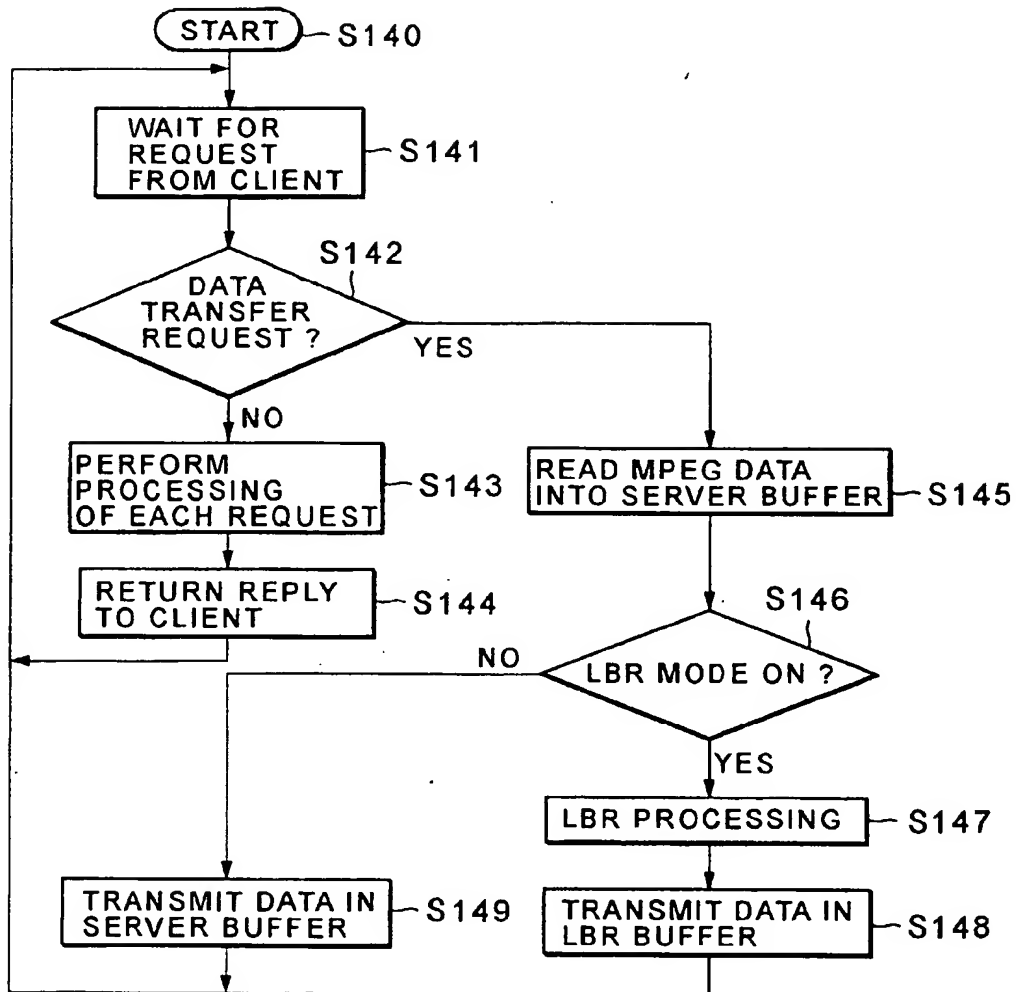 START
S140
WAIT FOR
REQUEST
FROM CLIENT
S141
S142
DATA
TRANSFER
REQUEST ?
YES
NO
PERFORM
PROCESSING
OF EACH REQUEST
S143
READ MPEG DATA
INTO SERVER BUFFER
S145
RETURN REPLY
TO CLIENT
S144
S146
NO
LBR MODE ON ?
YES
LBR PROCESSING
S147
TRANSMIT DATA IN
SERVER BUFFER
S149
TRANSMIT DATA IN
LBR BUFFER
S148